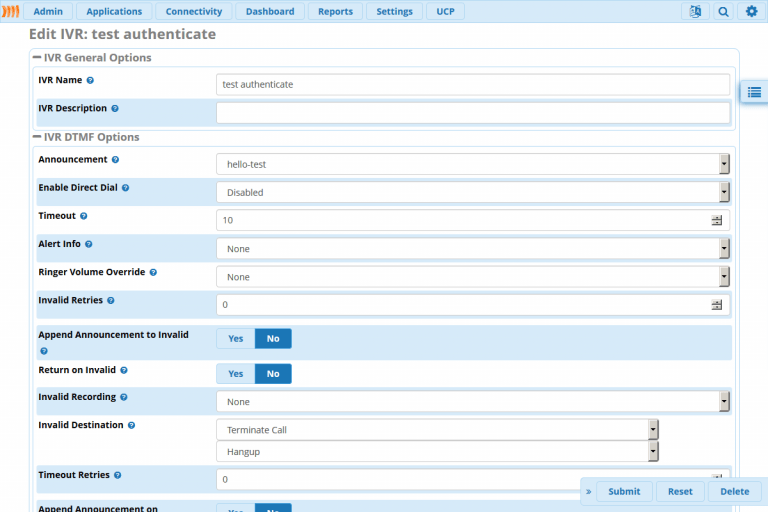 Admin Applications Connectivity Dashboard Reports Settings UCP
Edit IVR: test authenticate
IVR General Options
IVR Name test authenticate
IVR Description
IVR DTMF Options
Announcement hello-test
Enable Direct Dial Disabled
Timeout 10
Alert Info None
Ringer Volume Override None
Invalid Retries 0
Append Announcement to Invalid Yes No
Return on Invalid Yes No
Invalid Recording None
Invalid Destination Terminate Call
Hangup
Timeout Retries 0
» Submit Reset Delete
Append Announcement on Yes No